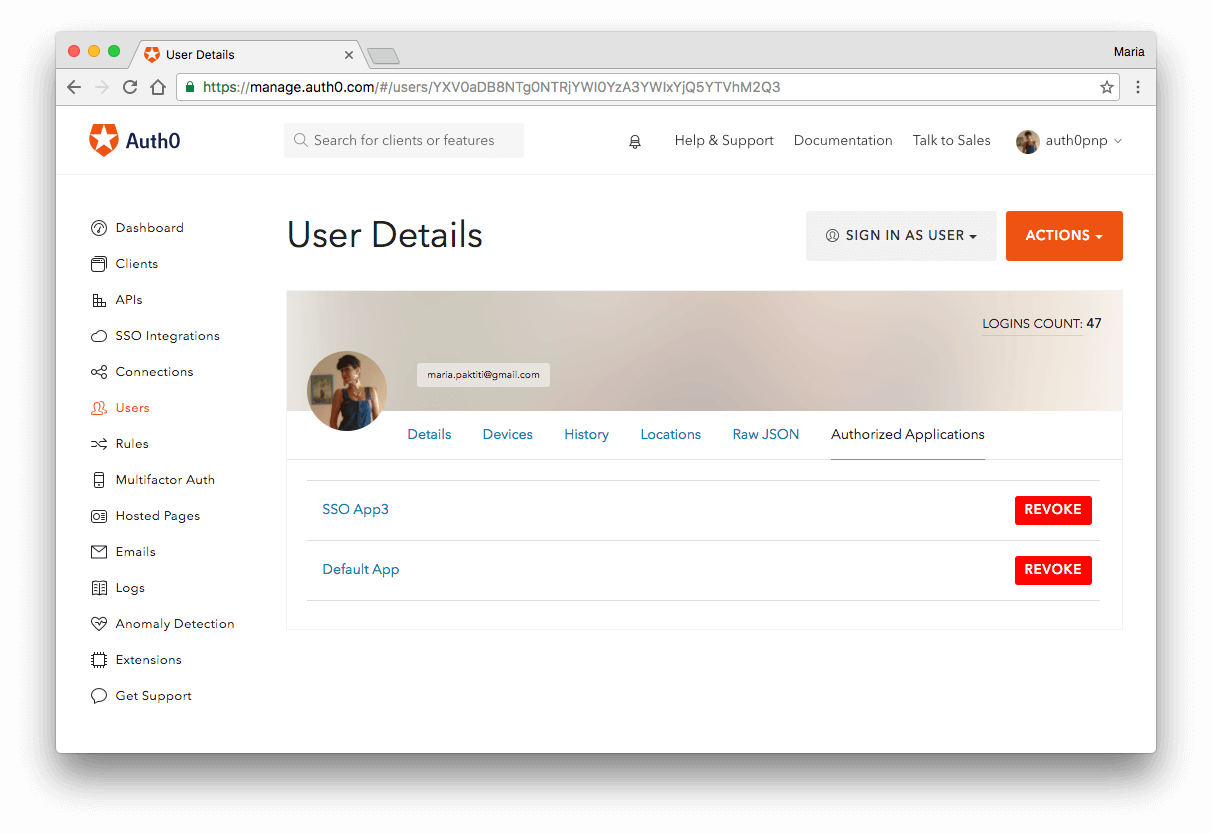 User Details
Maria
https://manage.auth0.com/#/users/YXV0aDB8NTg0NTRjYWI0YzA3YWIxYjQ5YTVhM2Q3
Auth0
Search for clients or features
Help & Support
Documentation
Talk to Sales
auth0pnp
Dashboard
Clients
APIs
SSO Integrations
Connections
Users
Rules
Multifactor Auth
Hosted Pages
Emails
Logs
Anomaly Detection
Extensions
Get Support
User Details
SIGN IN AS USER
ACTIONS
LOGINS COUNT: 47
maria.paktiti@gmail.com
Details
Devices
History
Locations
Raw JSON
Authorized Applications
SSO App3
REVOKE
Default App
REVOKE